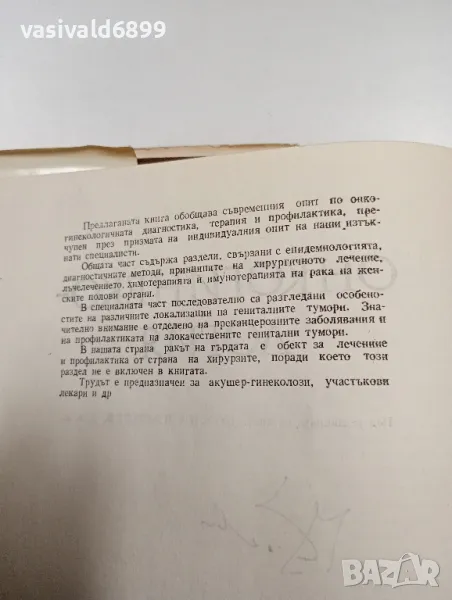 vasivald6899
Предлаганата книга обобщава съвременния опит по онко-
гинекологичната диагностика, терапия и профилактика, пре-
чупен през призмата на индивидуалния опит на наши изтък-
нати специалисти.
Общата част съдържа раздели, свързани с епидемиологията,
диагностичните методи, принципите на хирургичното лечение,
лъчелечението, химотерапията и имунотерапията на рака на жен-
ските полови органи.
В специалната част последователно са разгледани особено-
стите на различните локализации на гениталните тумори. Зна-
чително внимание е отделено на преканцерозните заболявания и
на профилактиката на злокачествените генитални тумори.
В нашата страна ракът на гърдата е обект за лечение
и профилактика от страна на хирурзите, поради което този
раздел не е включен в книгата.
Трудът е предназначен за акушер-гинеколози, участъкови
лекари и др
BAZAR